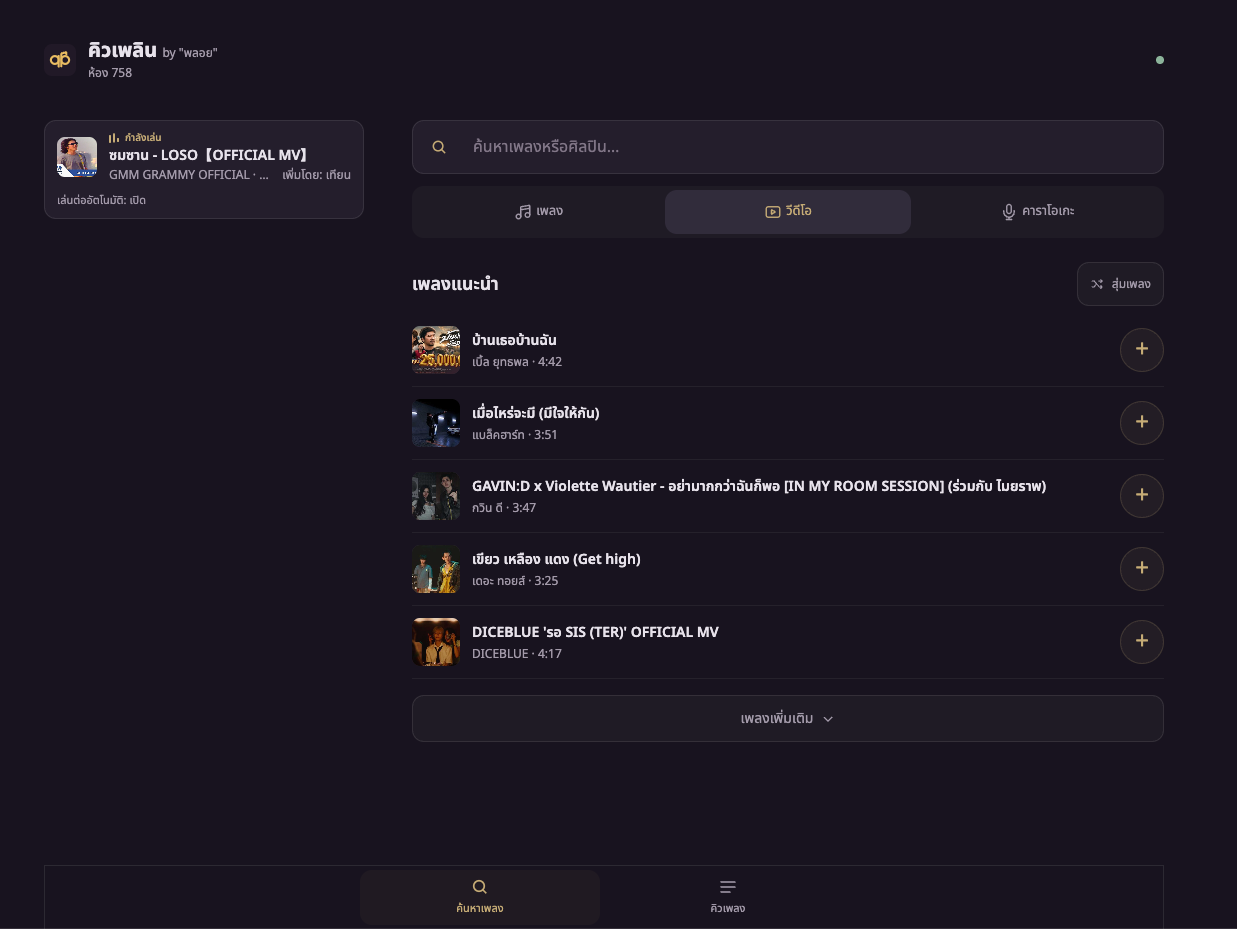 คิวเพลิน by "พลอย"
ห้อง 758
กำลังเล่น
ซมซาน - LOSO【OFFICIAL MV】
GMM GRAMMY OFFICIAL · ... เพิ่มโดย: เทียน
เล่นต่ออัตโนมัติ: เปิด
ค้นหาเพลงหรือศิลปิน...
เพลง วีดีโอ คาราโอเกะ
เพลงแนะนำ
สุ่มเพลง
บ้านเธอบ้านฉัน
เบิ้ล ยุทธพล · 4:42
25,000,
เมื่อไหร่จะมี (มีใจให้กัน)
แบล็คฮาร์ท · 3:51
GAVIN:D x Violette Wautier - อย่ามากกว่าฉันก็พอ [IN MY ROOM SESSION] (ร่วมกับ ไมยราพ)
กวิน ดี · 3:47
เขียว เหลือง แดง (Get high)
เดอะ ทอยส์ · 3:25
DICEBLUE 'รอ SIS (TER)' OFFICIAL MV
DICEBLUE · 4:17
เพลงเพิ่มเติม
ค้นหาเพลง คิวเพลง